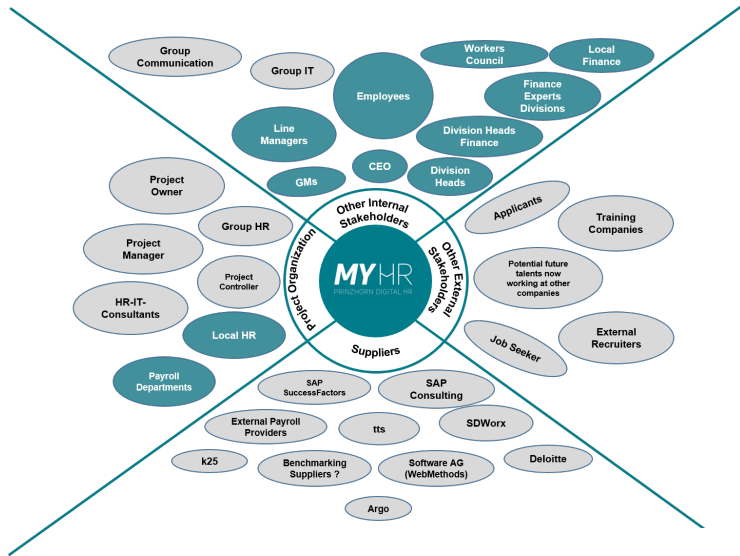 Group
Communication
Group IT
Employees
Workers
Council
Local
Finance
Finance
Experts
Divisions
Line
Managers
Division Heads
Finance
CEO
GMs
Division
Heads
Project
Owner
Group HR
Project
Manager
Project
Controller
HR-IT-
Consultants
Local HR
Payroll
Departments
Other Internal
Stakeholders
Project Organization
MYHR
PRINZHORN DIGITAL HR
Other External
Stakeholders
Suppliers
Applicants
Training
Companies
Potential future
talents now
working at other
companies
Job Seeker
External
Recruiters
SAP
SuccessFactors
SAP
Consulting
External Payroll
Providers
tts
SDWorx
k25
Benchmarking
Suppliers ?
Software AG
(WebMethods)
Deloitte
Argo